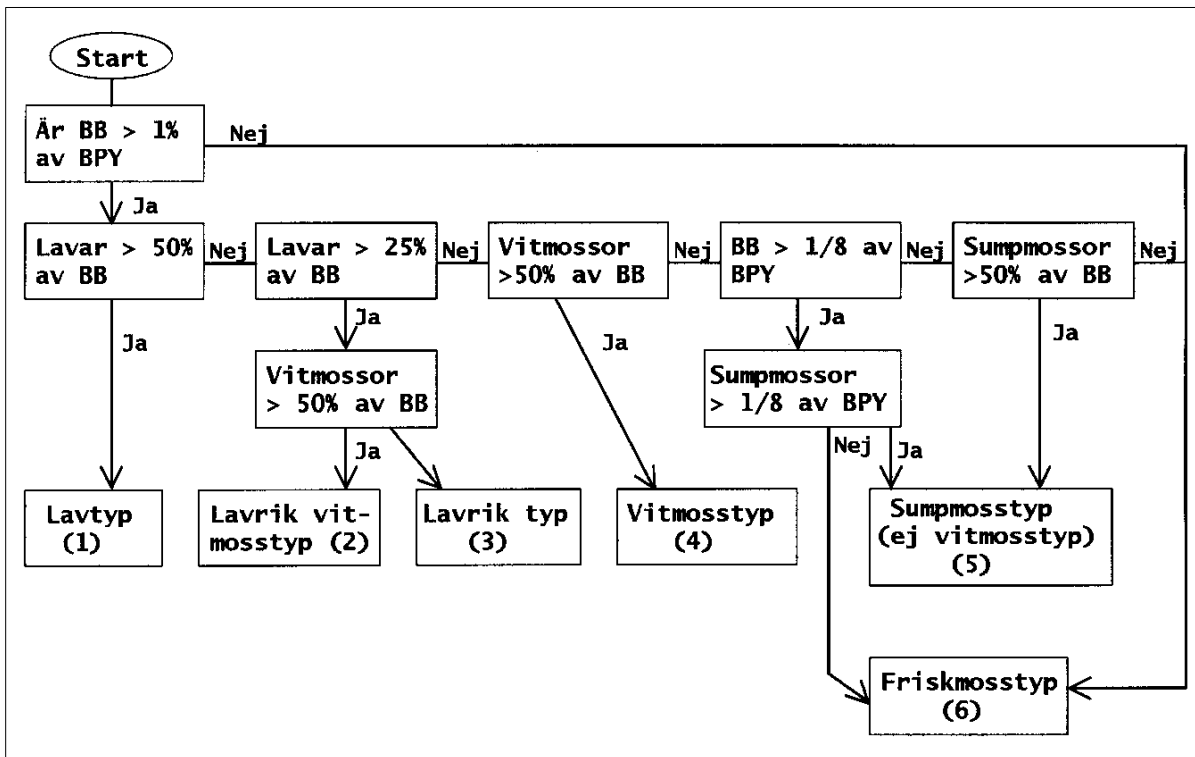 Start
Är BB > 1%
av BPY
Nej
Ja
Lavar > 50%
av BB
Nej
Lavar > 25%
av BB
Nej
Vitmossor
>50% av BB
Nej
BB > 1/8 av
BPY
Nej
Sumpmossor
>50% av BB
Nej
Ja
Ja
Ja
Ja
Ja
Vitmossor
> 50% av BB
Sumpmossor
> 1/8 av BPY
Ja
Nej
Ja
Lavtyp
(1)
Lavrik vit-
mosstyp (2)
Lavrik typ
(3)
Vitmosstyp
(4)
Sumpmosstyp
(ej vitmosstyp)
(5)
Friskmosstyp
(6)